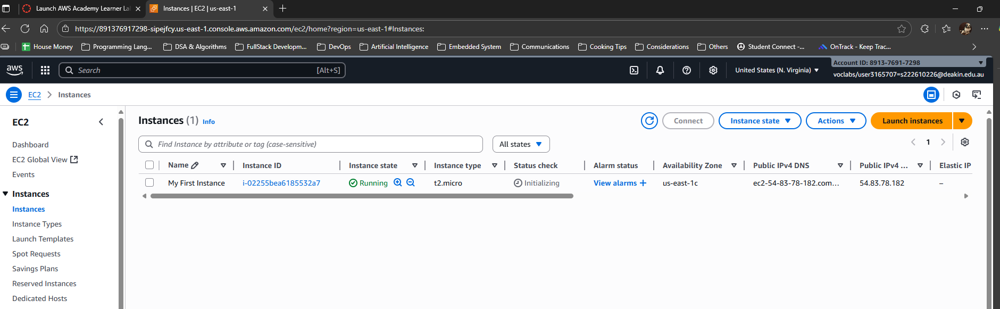 Launch AWS Academy Learner La
Instances | EC2 | us-east-1
https://891376917298-sipejfcy.us-east-1.console.aws.amazon.com/ec2/home?region=us-east-1#Instances:
House Money Programming Lang... DSA & Algorithms FullStack Developm... DevOps Artificial Intelligence Embedded System Communications Cooking Tips Considerations Others Student Connect -... OnTrack - Keep Trac...
aws Search [Alt+S] United States (N. Virginia)
Account ID: 8913-7691-7298
voclabs/user3165707=s222610226@deakin.edu.au
EC2 Instances
EC2
Dashboard
EC2 Global View
Events
Instances
Instances
Instance Types
Launch Templates
Spot Requests
Savings Plans
Reserved Instances
Dedicated Hosts
Instances (1) Info Connect Instance state Actions Launch instances
Find Instance by attribute or tag (case-sensitive) All states 1
Name Instance ID Instance state Instance type Status check Alarm status Availability Zone Public IPv4 DNS Public IPv4 ... Elastic IP
My First Instance i-02255bea6185532a7 Running t2.micro Initializing View alarms + us-east-1c ec2-54-83-78-182.com... 54.83.78.182 –